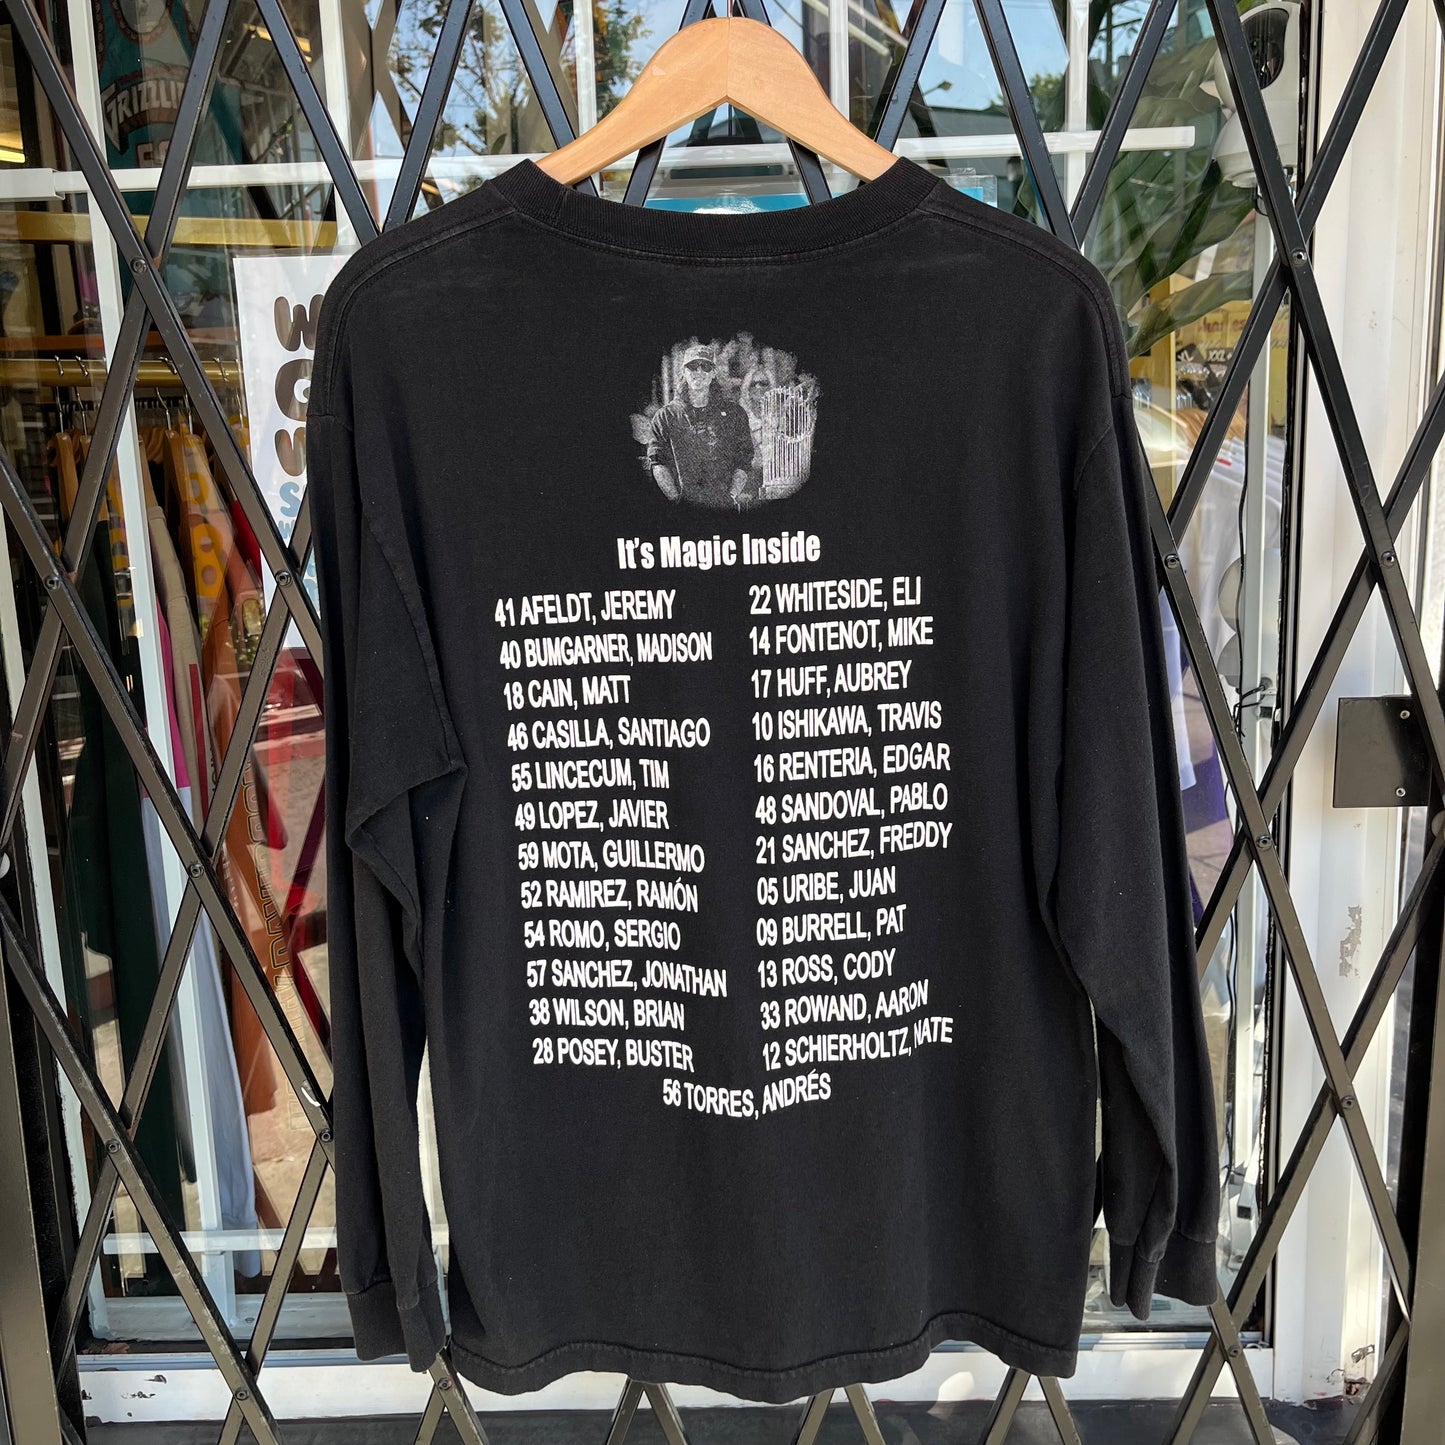 GRIZZLIES
It's Magic Inside
41 AFELDT, JEREMY
40 BUMGARNER, MADISON
18 CAIN, MATT
46 CASILLA, SANTIAGO
55 LINCECUM, TIM
49 LOPEZ, JAVIER
59 MOTA, GUILLERMO
52 RAMIREZ, RAMÓN
54 ROMO, SERGIO
57 SANCHEZ, JONATHAN
38 WILSON, BRIAN
28 POSEY, BUSTER
22 WHITESIDE, ELI
14 FONTENOT, MIKE
17 HUFF, AUBREY
10 ISHIKAWA, TRAVIS
16 RENTERIA, EDGAR
48 SANDOVAL, PABLO
21 SANCHEZ, FREDDY
05 URIBE, JUAN
09 BURRELL, PAT
13 ROSS, CODY
33 ROWAND, AARON
12 SCHIERHOLTZ, NATE
56 TORRES, ANDRÉS
XXL